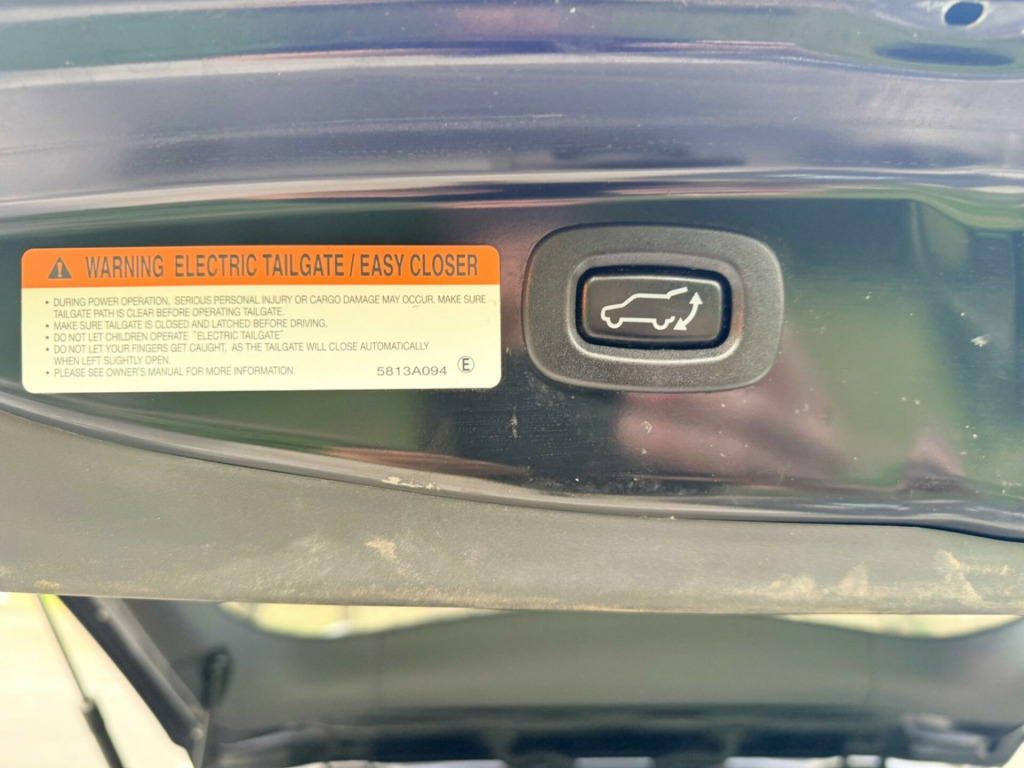 WARNING ELECTRIC TAILGATE / EASY CLOSER
• DURING POWER OPERATION, SERIOUS PERSONAL INJURY OR CARGO DAMAGE MAY OCCUR. MAKE SURE
TAILGATE PATH IS CLEAR BEFORE OPERATING TAILGATE.
• MAKE SURE TAILGATE IS CLOSED AND LATCHED BEFORE DRIVING.
• DO NOT LET CHILDREN OPERATE "ELECTRIC TAILGATE"
• DO NOT LET YOUR FINGERS GET CAUGHT, AS THE TAILGATE WILL CLOSE AUTOMATICALLY
WHEN LEFT SLIGHTLY OPEN.
• PLEASE SEE OWNER'S MANUAL FOR MORE INFORMATION.
5813A094 Ⓔ